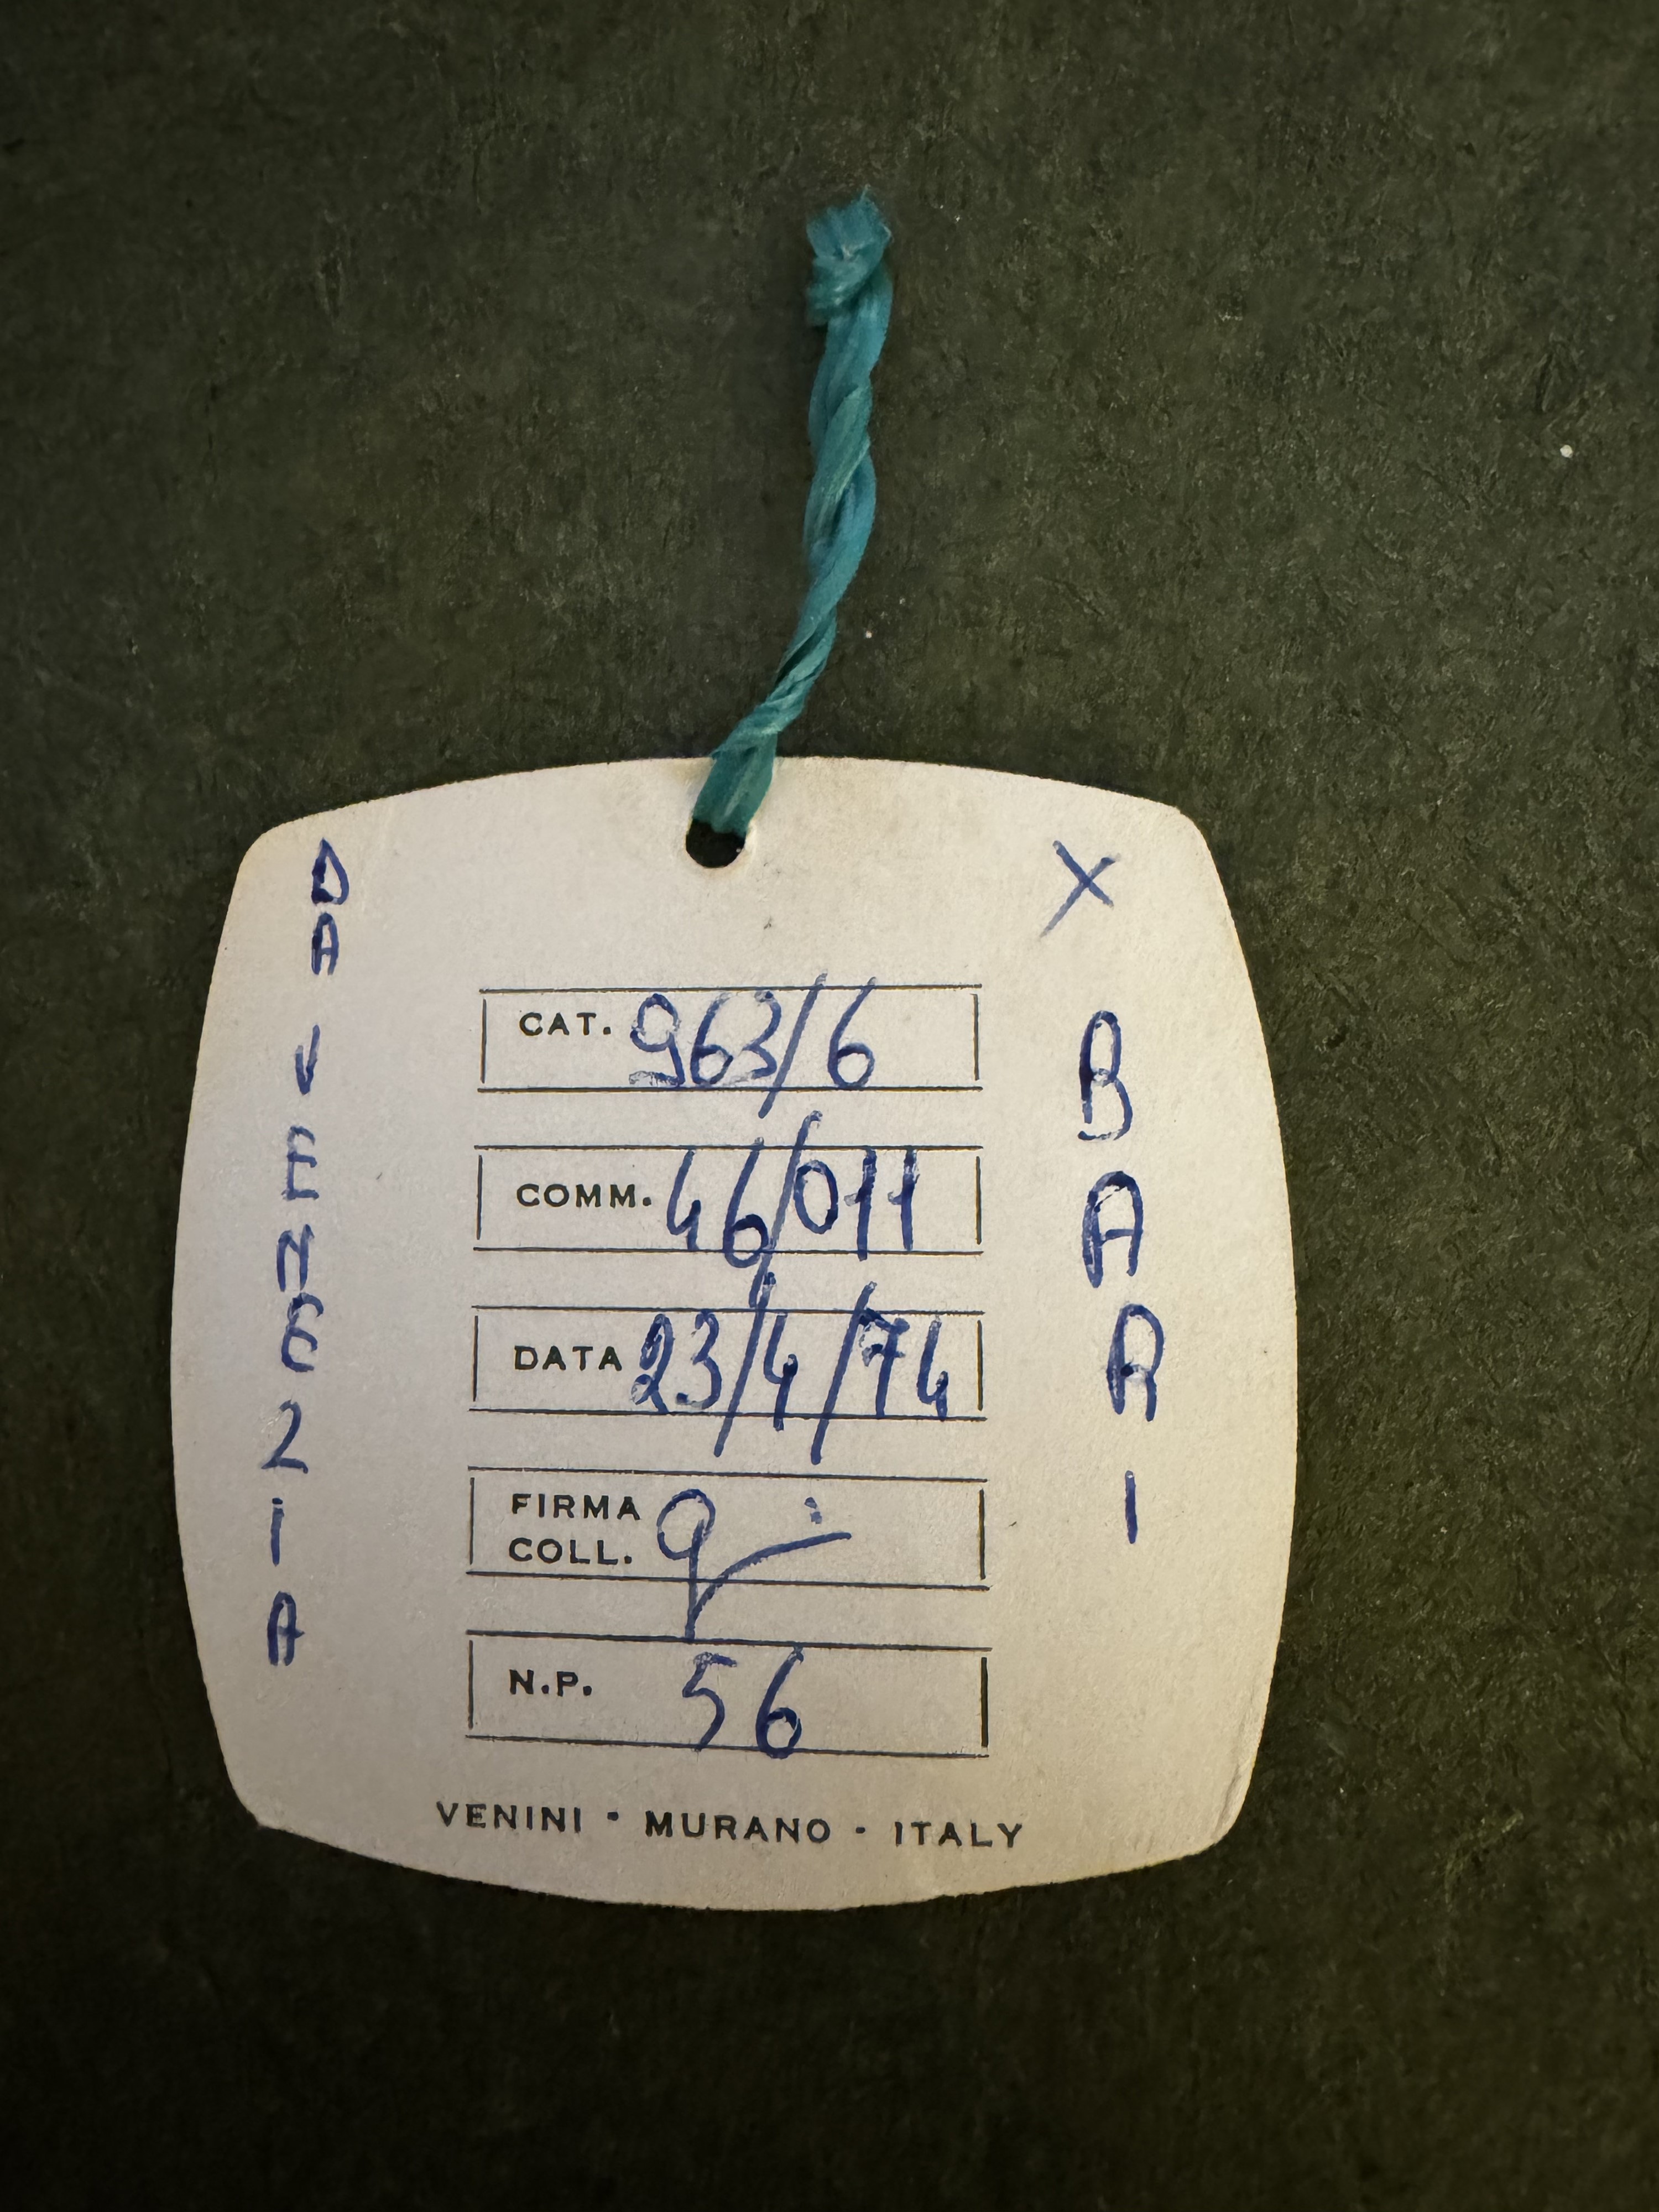 DA VENEZIA
X BARI
CAT. 963/6
COMM. 46/011
DATA 23/4/74
FIRMA
COLL.
N.P. 56
VENINI • MURANO • ITALY